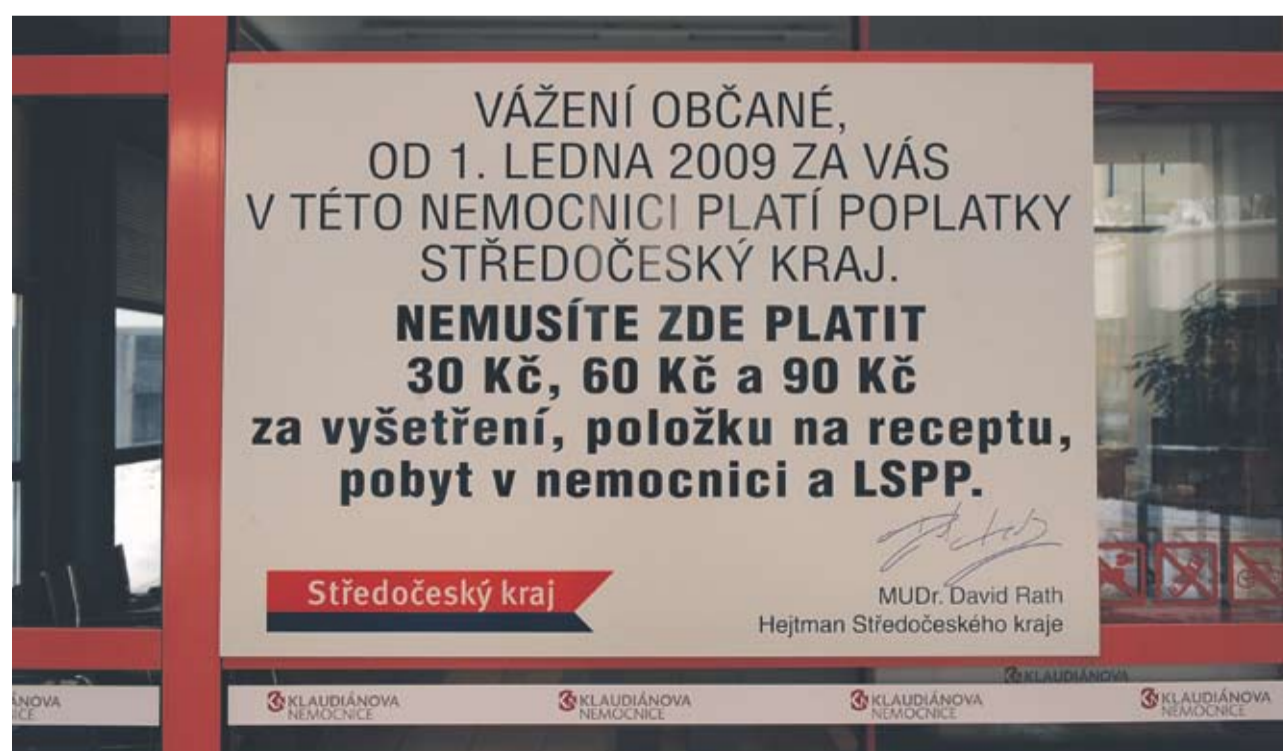 VÁŽENÍ OBČANÉ,
OD 1. LEDNA 2009 ZA VÁS
V TÉTO NEMOCNICI PLATÍ POPLATKY
STŘEDOČESKÝ KRAJ.
NEMUSÍTE ZDE PLATIT
30 Kč, 60 Kč a 90 Kč
za vyšetření, položku na receptu,
pobyt v nemocnici a LSPP.
Středočeský kraj
MUDr. David Rath
Hejtman Středočeského kraje
KLAUDIÁNOVA
ÁNOVA
ICE
KLAUDIÁNOVA
NEMOCNICE
KLAUDIÁNOVA
NEMOCNICE
KLAUDIÁNOVA
NEMOCNICE
KLAUDIÁNOVA
NEMOCNICE